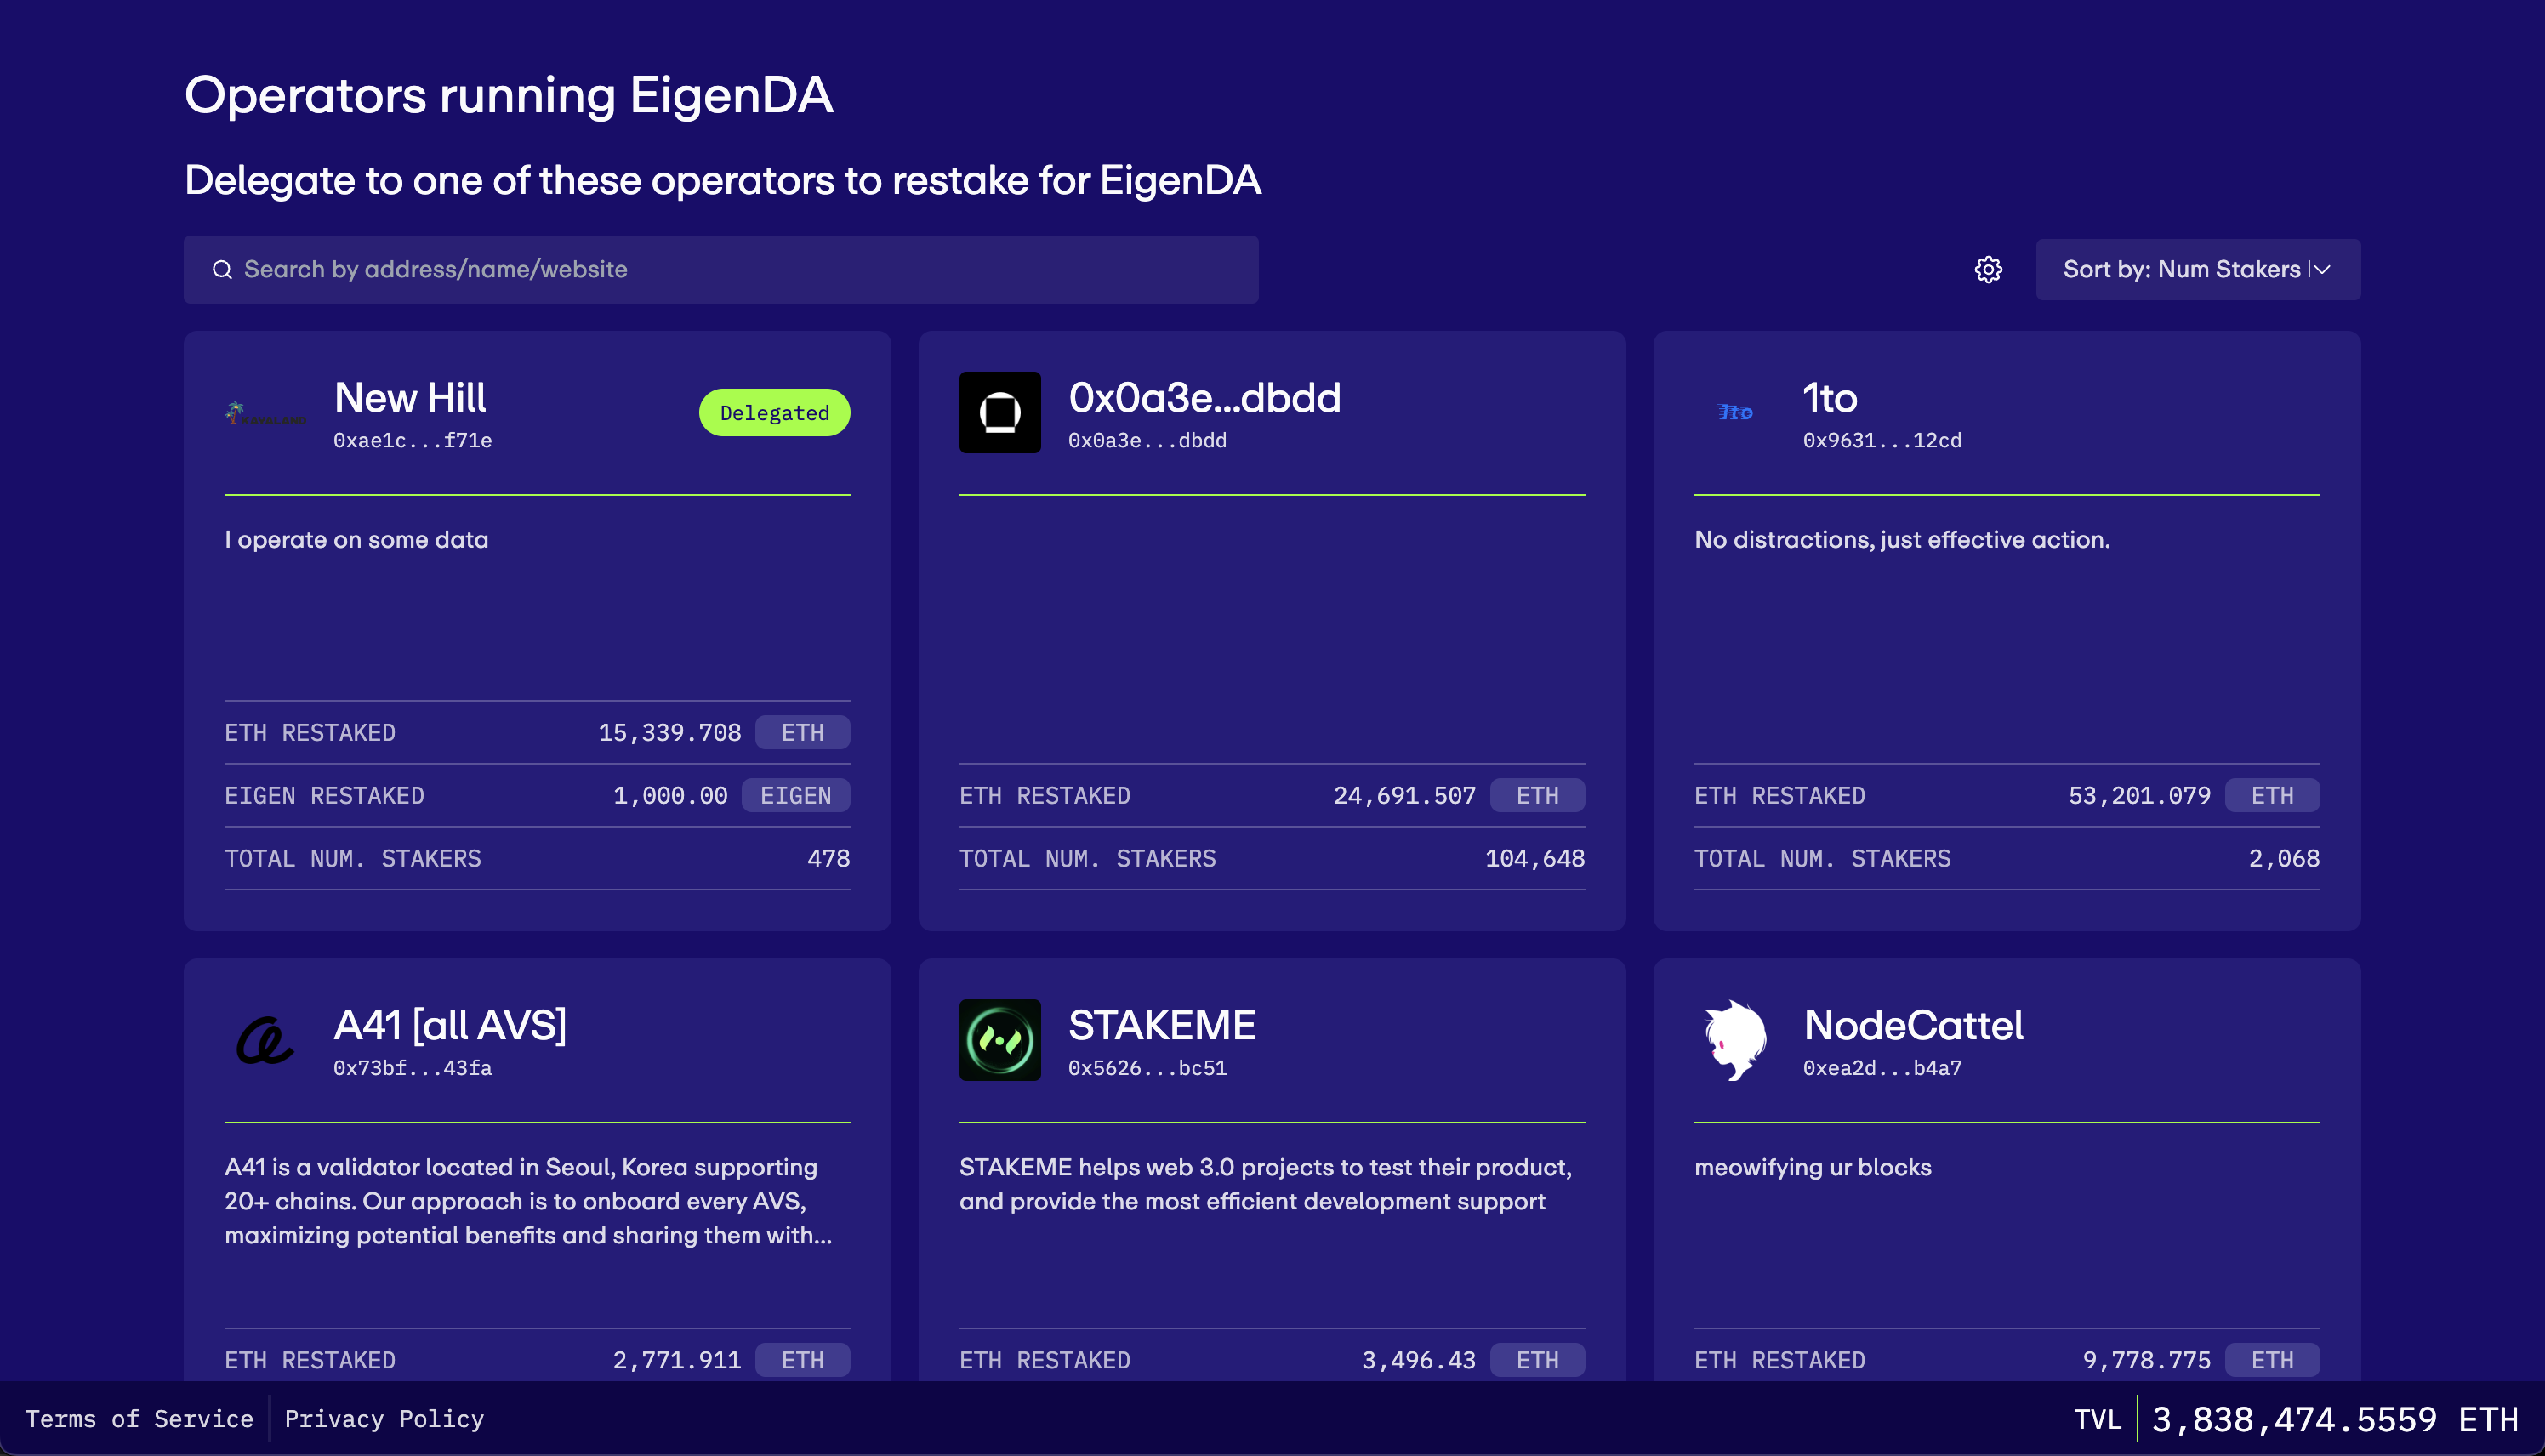 Operators running EigenDA
Delegate to one of these operators to restake for EigenDA
Search by address/name/website
Sort by: Num Stakers
New Hill
0xae1c...f71e
Delegated
I operate on some data
ETH RESTAKED 15,339.708 ETH
EIGEN RESTAKED 1,000.00 EIGEN
TOTAL NUM. STAKERS 478
0x0a3e...dbdd
0x0a3e...dbdd
ETH RESTAKED 24,691.507 ETH
TOTAL NUM. STAKERS 104,648
1to
1to
0x9631...12cd
No distractions, just effective action.
ETH RESTAKED 53,201.079 ETH
TOTAL NUM. STAKERS 2,068
A41 [all AVS]
0x73bf...43fa
A41 is a validator located in Seoul, Korea supporting
20+ chains. Our approach is to onboard every AVS,
maximizing potential benefits and sharing them with...
ETH RESTAKED 2,771.911 ETH
STAKEME
0x5626...bc51
STAKEME helps web 3.0 projects to test their product,
and provide the most efficient development support
ETH RESTAKED 3,496.43 ETH
NodeCattel
0xea2d...b4a7
meowifying ur blocks
ETH RESTAKED 9,778.775 ETH
Terms of Service
Privacy Policy
TVL 3,838,474.5559 ETH